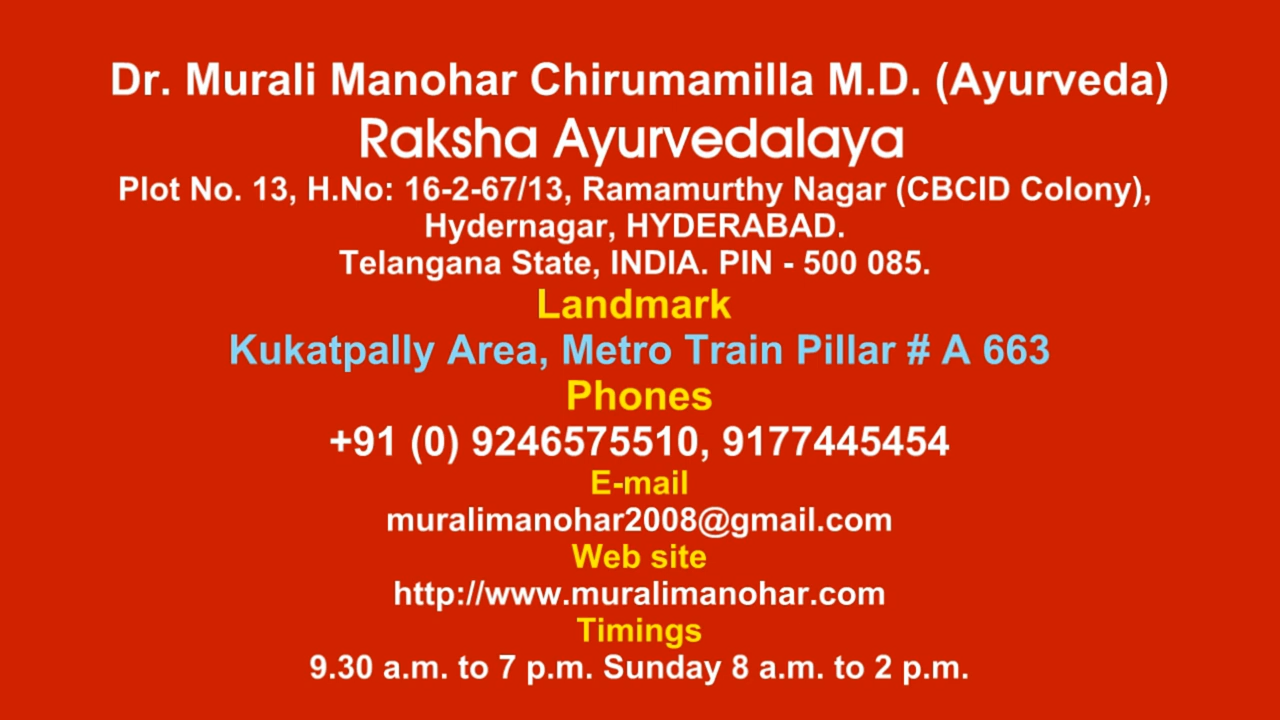 Dr. Murali Manohar Chirumamilla M.D. (Ayurveda)
Raksha Ayurvedalaya
Plot No. 13, H.No: 16-2-67/13, Ramamurthy Nagar (CBCID Colony),
Hydernagar, HYDERABAD.
Telangana State, INDIA. PIN - 500 085.
Landmark
Kukatpally Area, Metro Train Pillar # A 663
Phones
+91 (0) 9246575510, 9177445454
E-mail
muralimanohar2008@gmail.com
Web site
http://www.muralimanohar.com
Timings
9.30 a.m. to 7 p.m. Sunday 8 a.m. to 2 p.m.